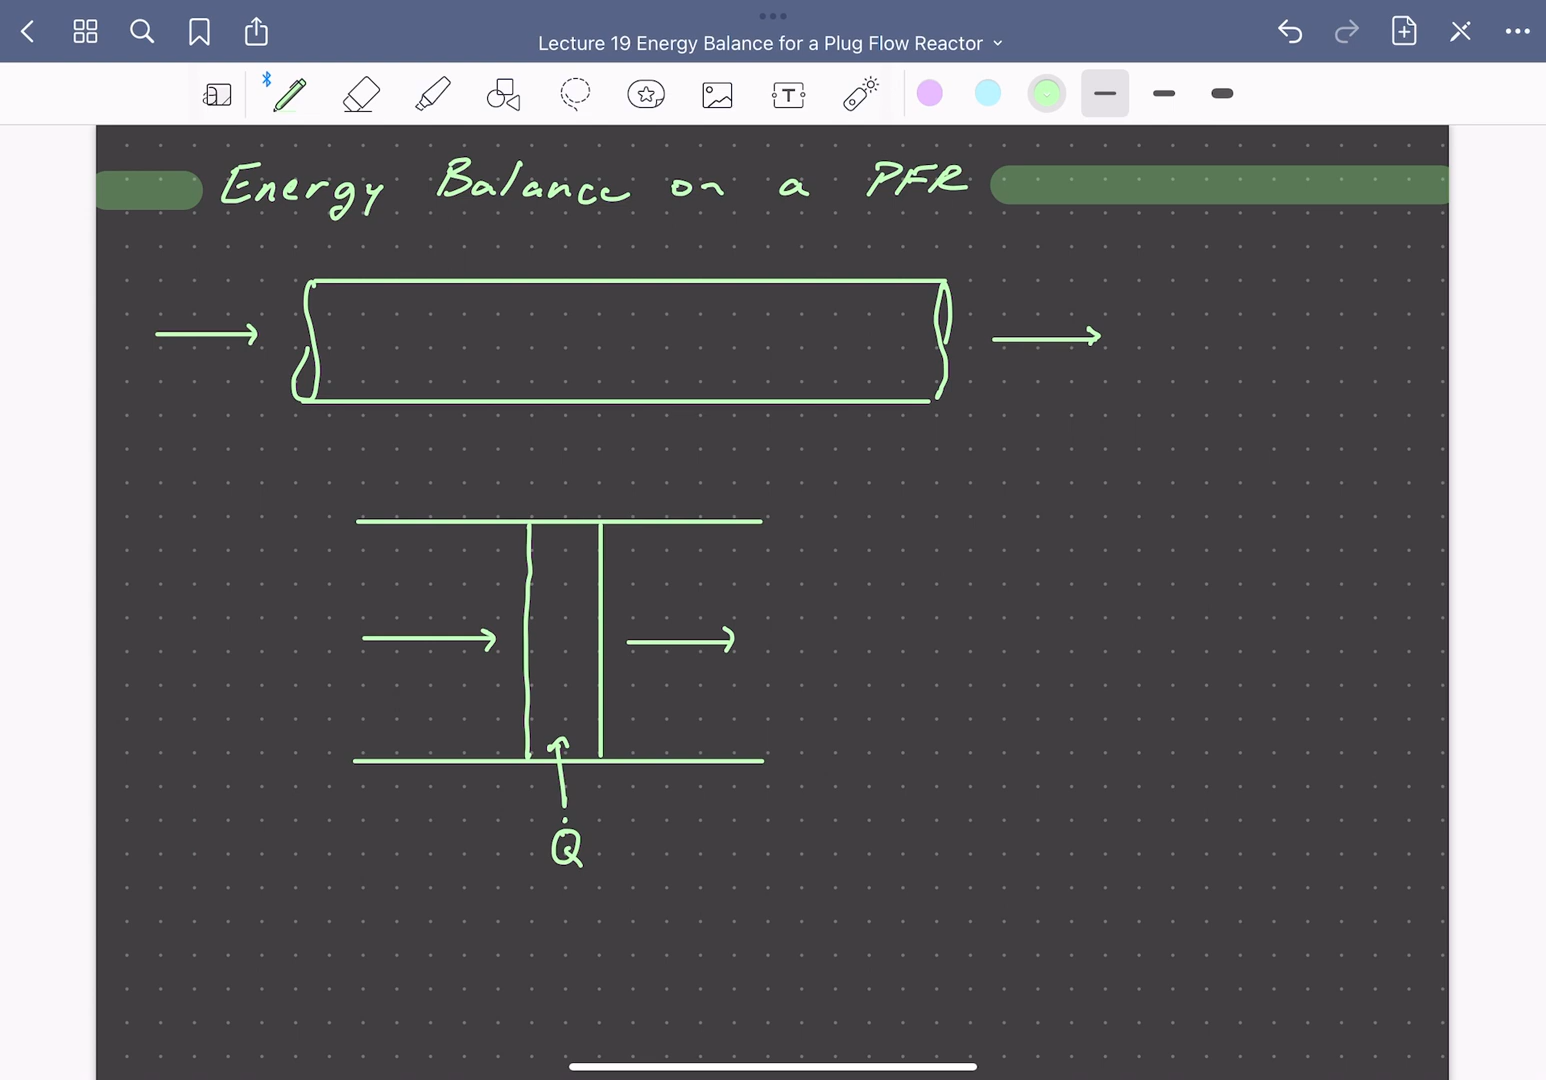 Lecture 19 Energy Balance for a Plug Flow Reactor
T
Energy Balance on a PFR
Q̇